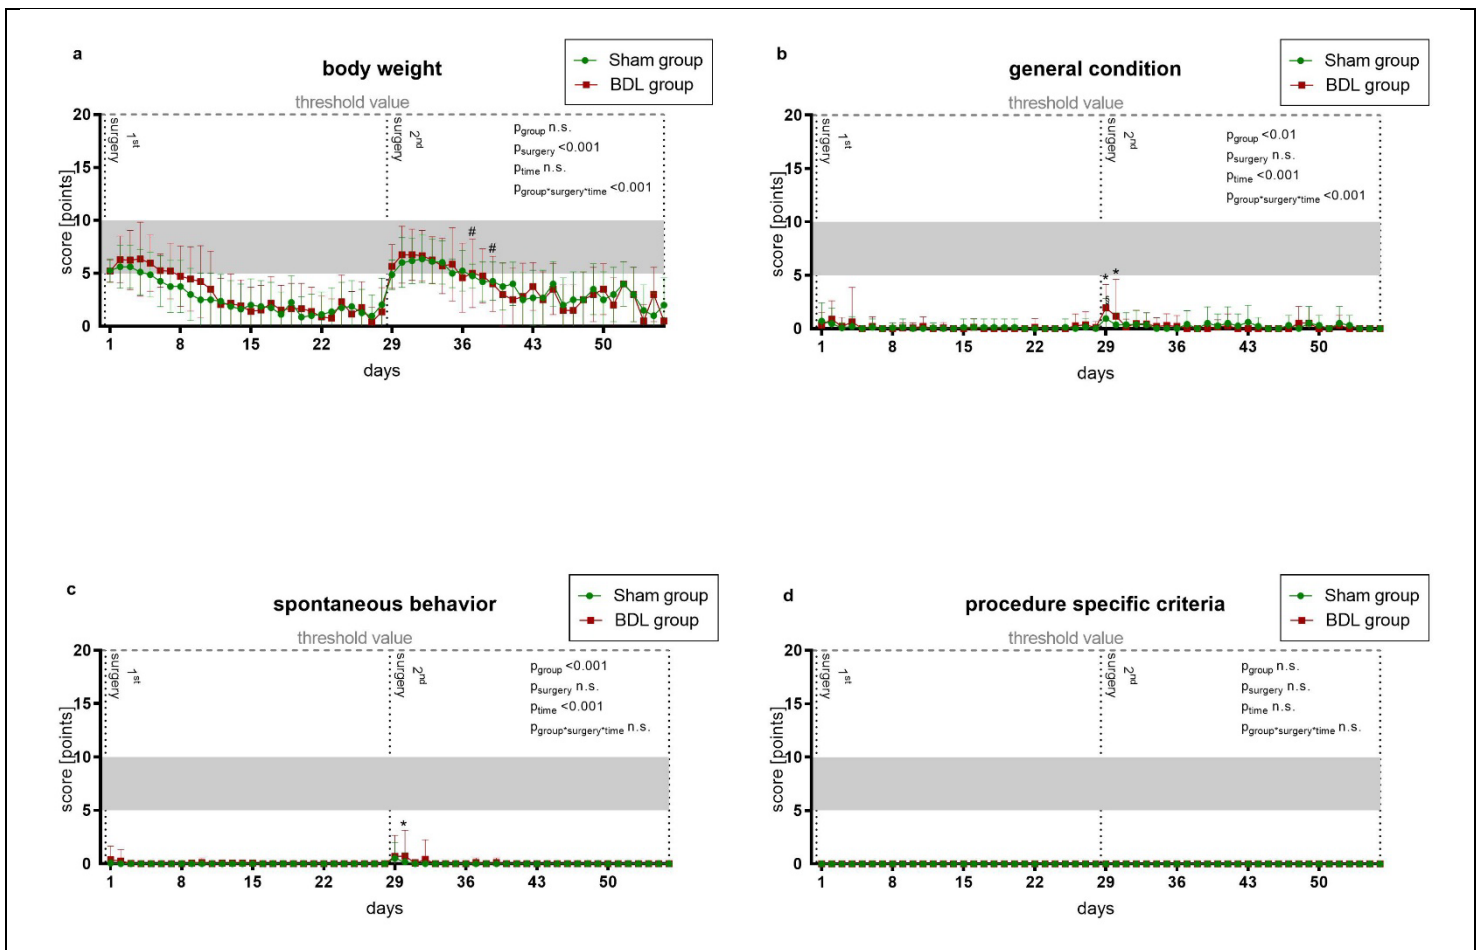 a
body weight
Sham group
BDL group
threshold value
1st
surgery
2nd
surgery
pgroup n.s.
psurgery <0.001
ptime n.s.
pgroup*surgery*time <0.001
score [points]
20
15
10
5
0
# #
1 8 15 22 29 36 43 50
days
b
general condition
Sham group
BDL group
threshold value
1st
surgery
2nd
surgery
pgroup <0.01
psurgery n.s.
ptime <0.001
pgroup*surgery*time <0.001
score [points]
20
15
10
5
0
* *
§
1 8 15 22 29 36 43 50
days
c
spontaneous behavior
Sham group
BDL group
threshold value
1st
surgery
2nd
surgery
pgroup <0.001
psurgery n.s.
ptime <0.001
pgroup*surgery*time n.s.
score [points]
20
15
10
5
0
*
1 8 15 22 29 36 43 50
days
d
procedure specific criteria
Sham group
BDL group
threshold value
1st
surgery
2nd
surgery
pgroup n.s.
psurgery n.s.
ptime n.s.
pgroup*surgery*time n.s.
score [points]
20
15
10
5
0
1 8 15 22 29 36 43 50
days